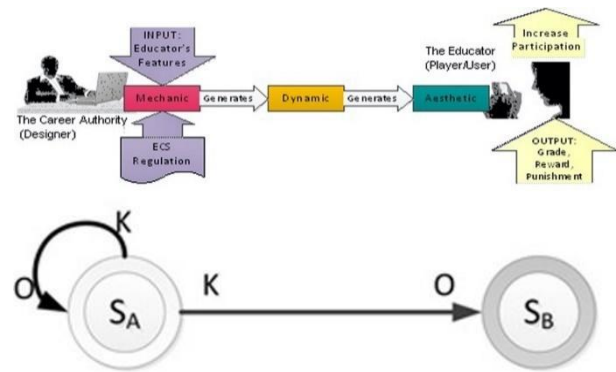 INPUT:
Educator's
Features
Increase
Participation
The Educator
(Player/User)
Mechanic
Generates
Dynamic
Generates
Aesthetic
The Career Authority
(Designer)
ECS
Regulation
OUTPUT:
Grade,
Reward,
Punishment
K
O
K
O
SA
SB